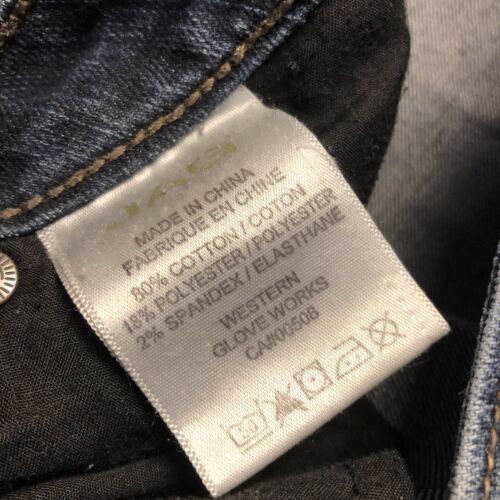 JAG
MADE IN CHINA
FABRIQUE EN CHINE
80% COTTON / COTON
18% POLYESTER / POLYESTER
2% SPANDEX / ELASTHANE
WESTERN
GLOVE WORKS
CA#00508